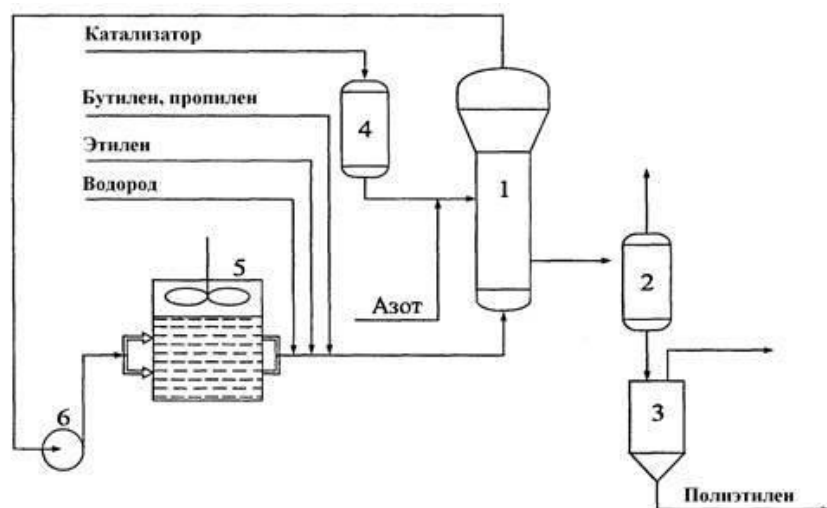 Катализатор
Бутилен, пропилен
4
Этилен
1
Водород
5
2
Азот
3
6
Полиэтилен